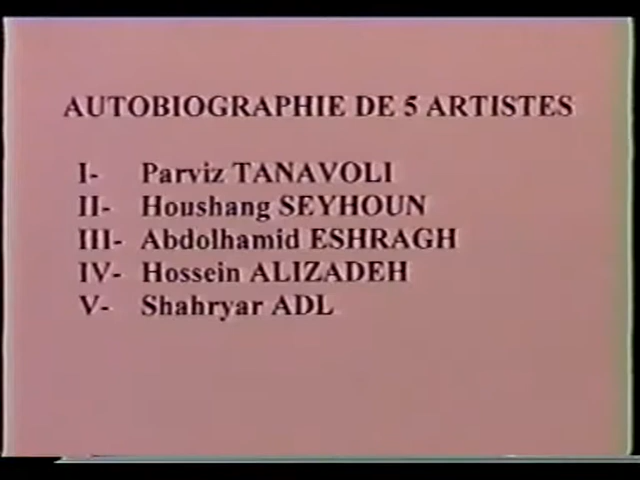 AUTOBIOGRAPHIE DE 5 ARTISTES
I- Parviz TANAVOLI
II- Houshang SEYHOUN
III- Abdolhamid ESHRAGH
IV- Hossein ALIZADEH
V- Shahryar ADL